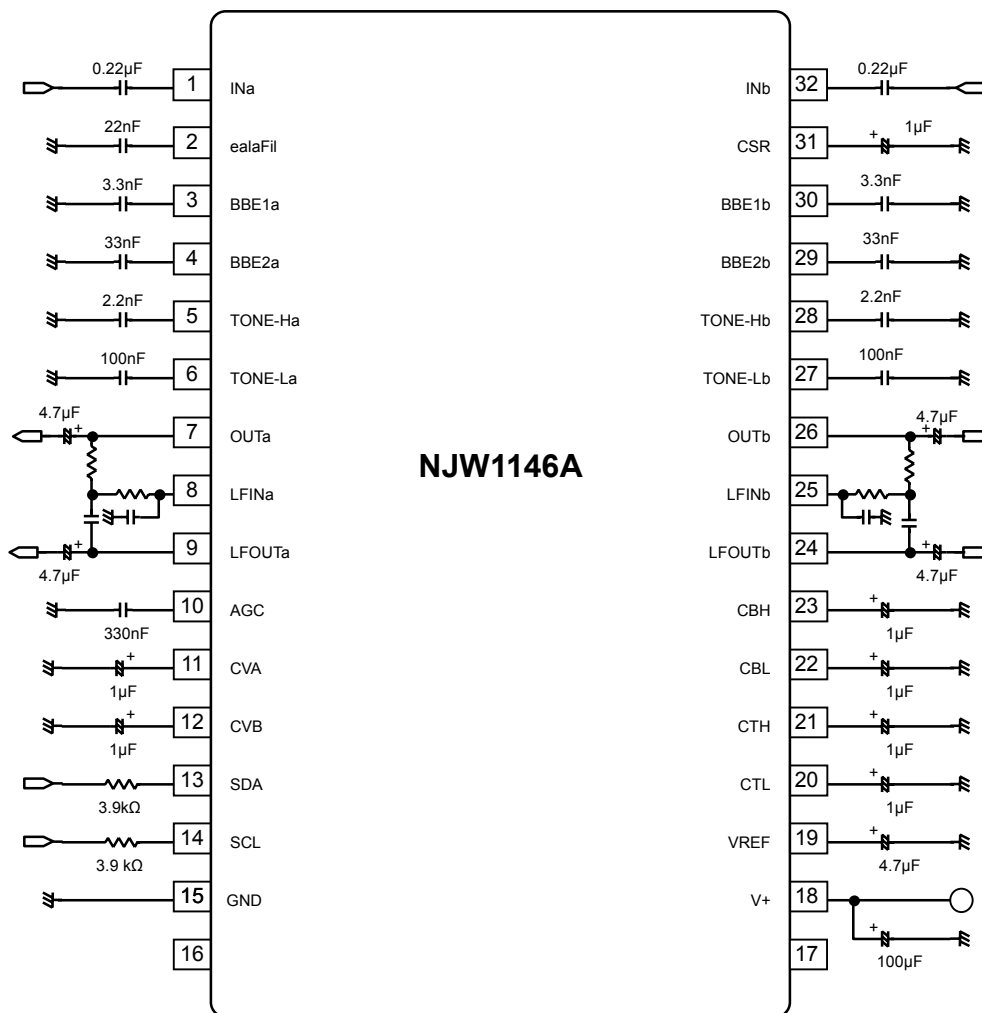 0.22µF 1 INa INb 32 0.22µF
22nF 2 ealaFil CSR 31 + 1µF
3.3nF 3 BBE1a BBE1b 30 3.3nF
33nF 4 BBE2a BBE2b 29 33nF
2.2nF 5 TONE-Ha TONE-Hb 28 2.2nF
100nF 6 TONE-La TONE-Lb 27 100nF
4.7µF + 7 OUTa OUTb 26 + 4.7µF
NJW1146A
8 LFINa LFINb 25
+ 9 LFOUTa LFOUTb 24 +
4.7µF 4.7µF
10 AGC CBH 23 +
330nF 1µF
+ 11 CVA CBL 22 +
1µF 1µF
+ 12 CVB CTH 21 +
1µF 1µF
13 SDA CTL 20 +
3.9kΩ 1µF
14 SCL VREF 19 +
3.9 kΩ 4.7µF
15 GND V+ 18
16 17 +
100µF